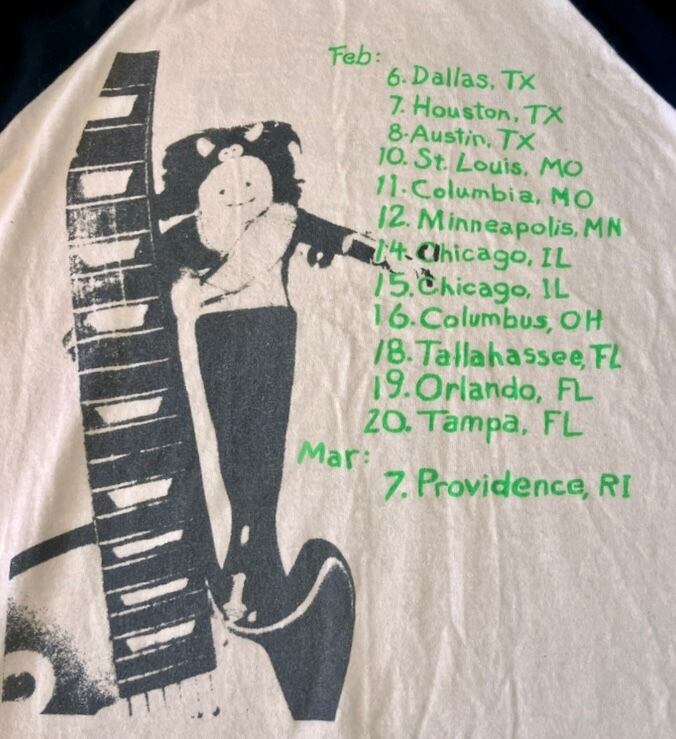 Feb:
6. Dallas, TX
7. Houston, TX
8. Austin, TX
10. St. Louis, MO
11. Columbia, MO
12. Minneapolis, MN
14. Chicago, IL
15. Chicago, IL
16. Columbus, OH
18. Tallahassee, FL
19. Orlando, FL
20. Tampa, FL
Mar:
7. Providence, RI